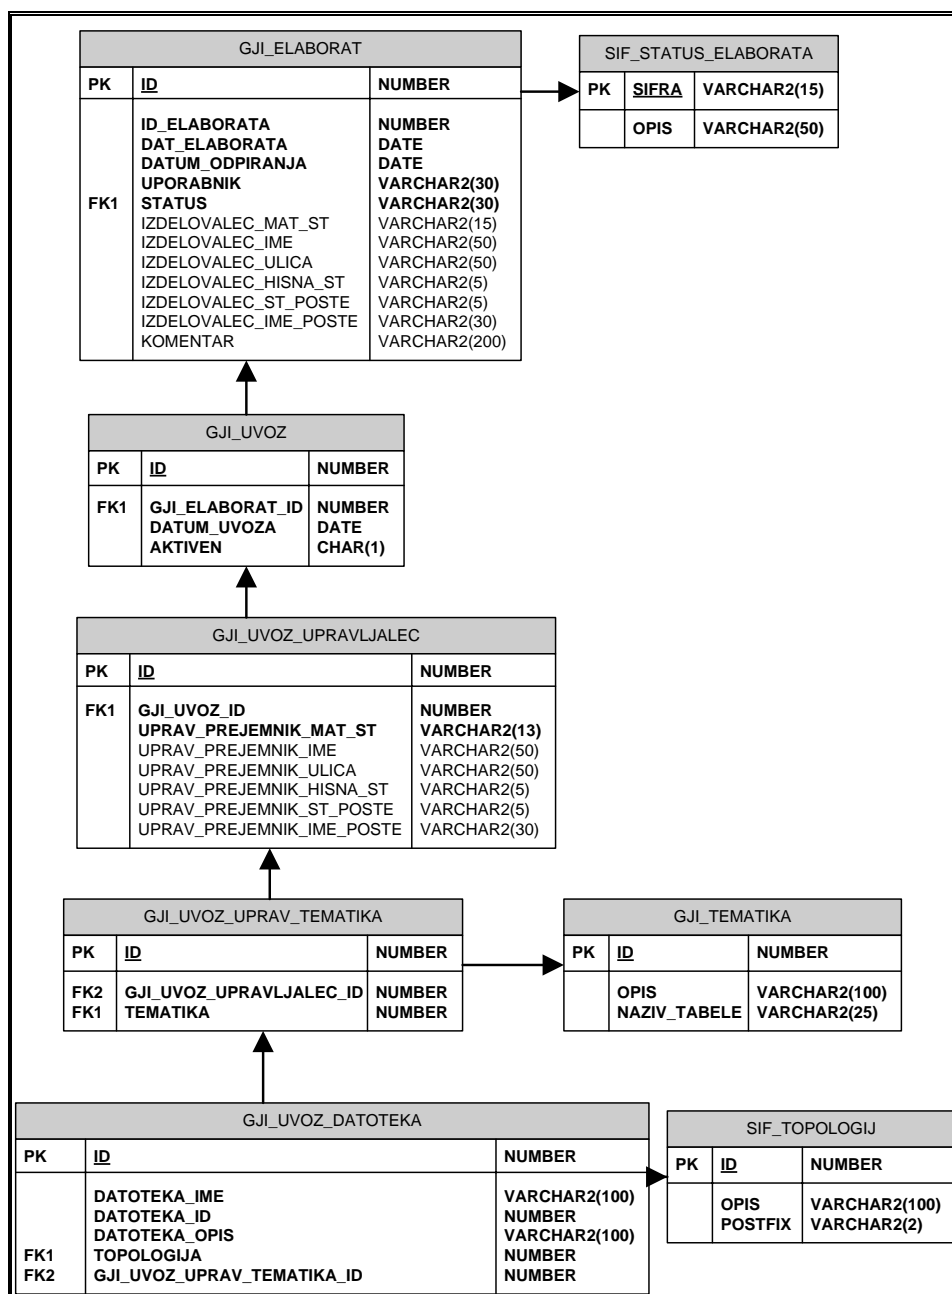 GJI_ELABORAT
PK ID NUMBER
ID_ELABORATA NUMBER
DAT_ELABORATA DATE
DATUM_ODPIRANJA DATE
UPORABNIK VARCHAR2(30)
FK1 STATUS VARCHAR2(30)
IZDELOVALEC_MAT_ST VARCHAR2(15)
IZDELOVALEC_IME VARCHAR2(50)
IZDELOVALEC_ULICA VARCHAR2(50)
IZDELOVALEC_HISNA_ST VARCHAR2(5)
IZDELOVALEC_ST_POSTE VARCHAR2(5)
IZDELOVALEC_IME_POSTE VARCHAR2(30)
KOMENTAR VARCHAR2(200)
SIF_STATUS_ELABORATA
PK SIFRA VARCHAR2(15)
OPIS VARCHAR2(50)
GJI_UVOZ
PK ID NUMBER
FK1 GJI_ELABORAT_ID NUMBER
DATUM_UVOZA DATE
AKTIVEN CHAR(1)
GJI_UVOZ_UPRAVLJALEC
PK ID NUMBER
FK1 GJI_UVOZ_ID NUMBER
UPRAV_PREJEMNIK_MAT_ST VARCHAR2(13)
UPRAV_PREJEMNIK_IME VARCHAR2(50)
UPRAV_PREJEMNIK_ULICA VARCHAR2(50)
UPRAV_PREJEMNIK_HISNA_ST VARCHAR2(5)
UPRAV_PREJEMNIK_ST_POSTE VARCHAR2(5)
UPRAV_PREJEMNIK_IME_POSTE VARCHAR2(30)
GJI_UVOZ_UPRAV_TEMATIKA
PK ID NUMBER
FK2 GJI_UVOZ_UPRAVLJALEC_ID NUMBER
FK1 TEMATIKA NUMBER
GJI_TEMATIKA
PK ID NUMBER
OPIS VARCHAR2(100)
NAZIV_TABELE VARCHAR2(25)
GJI_UVOZ_DATOTEKA
PK ID NUMBER
DATOTEKA_IME VARCHAR2(100)
DATOTEKA_ID NUMBER
DATOTEKA_OPIS VARCHAR2(100)
FK1 TOPOLOGIJA NUMBER
FK2 GJI_UVOZ_UPRAV_TEMATIKA_ID NUMBER
SIF_TOPOLOGIJ
PK ID NUMBER
OPIS VARCHAR2(100)
POSTFIX VARCHAR2(2)